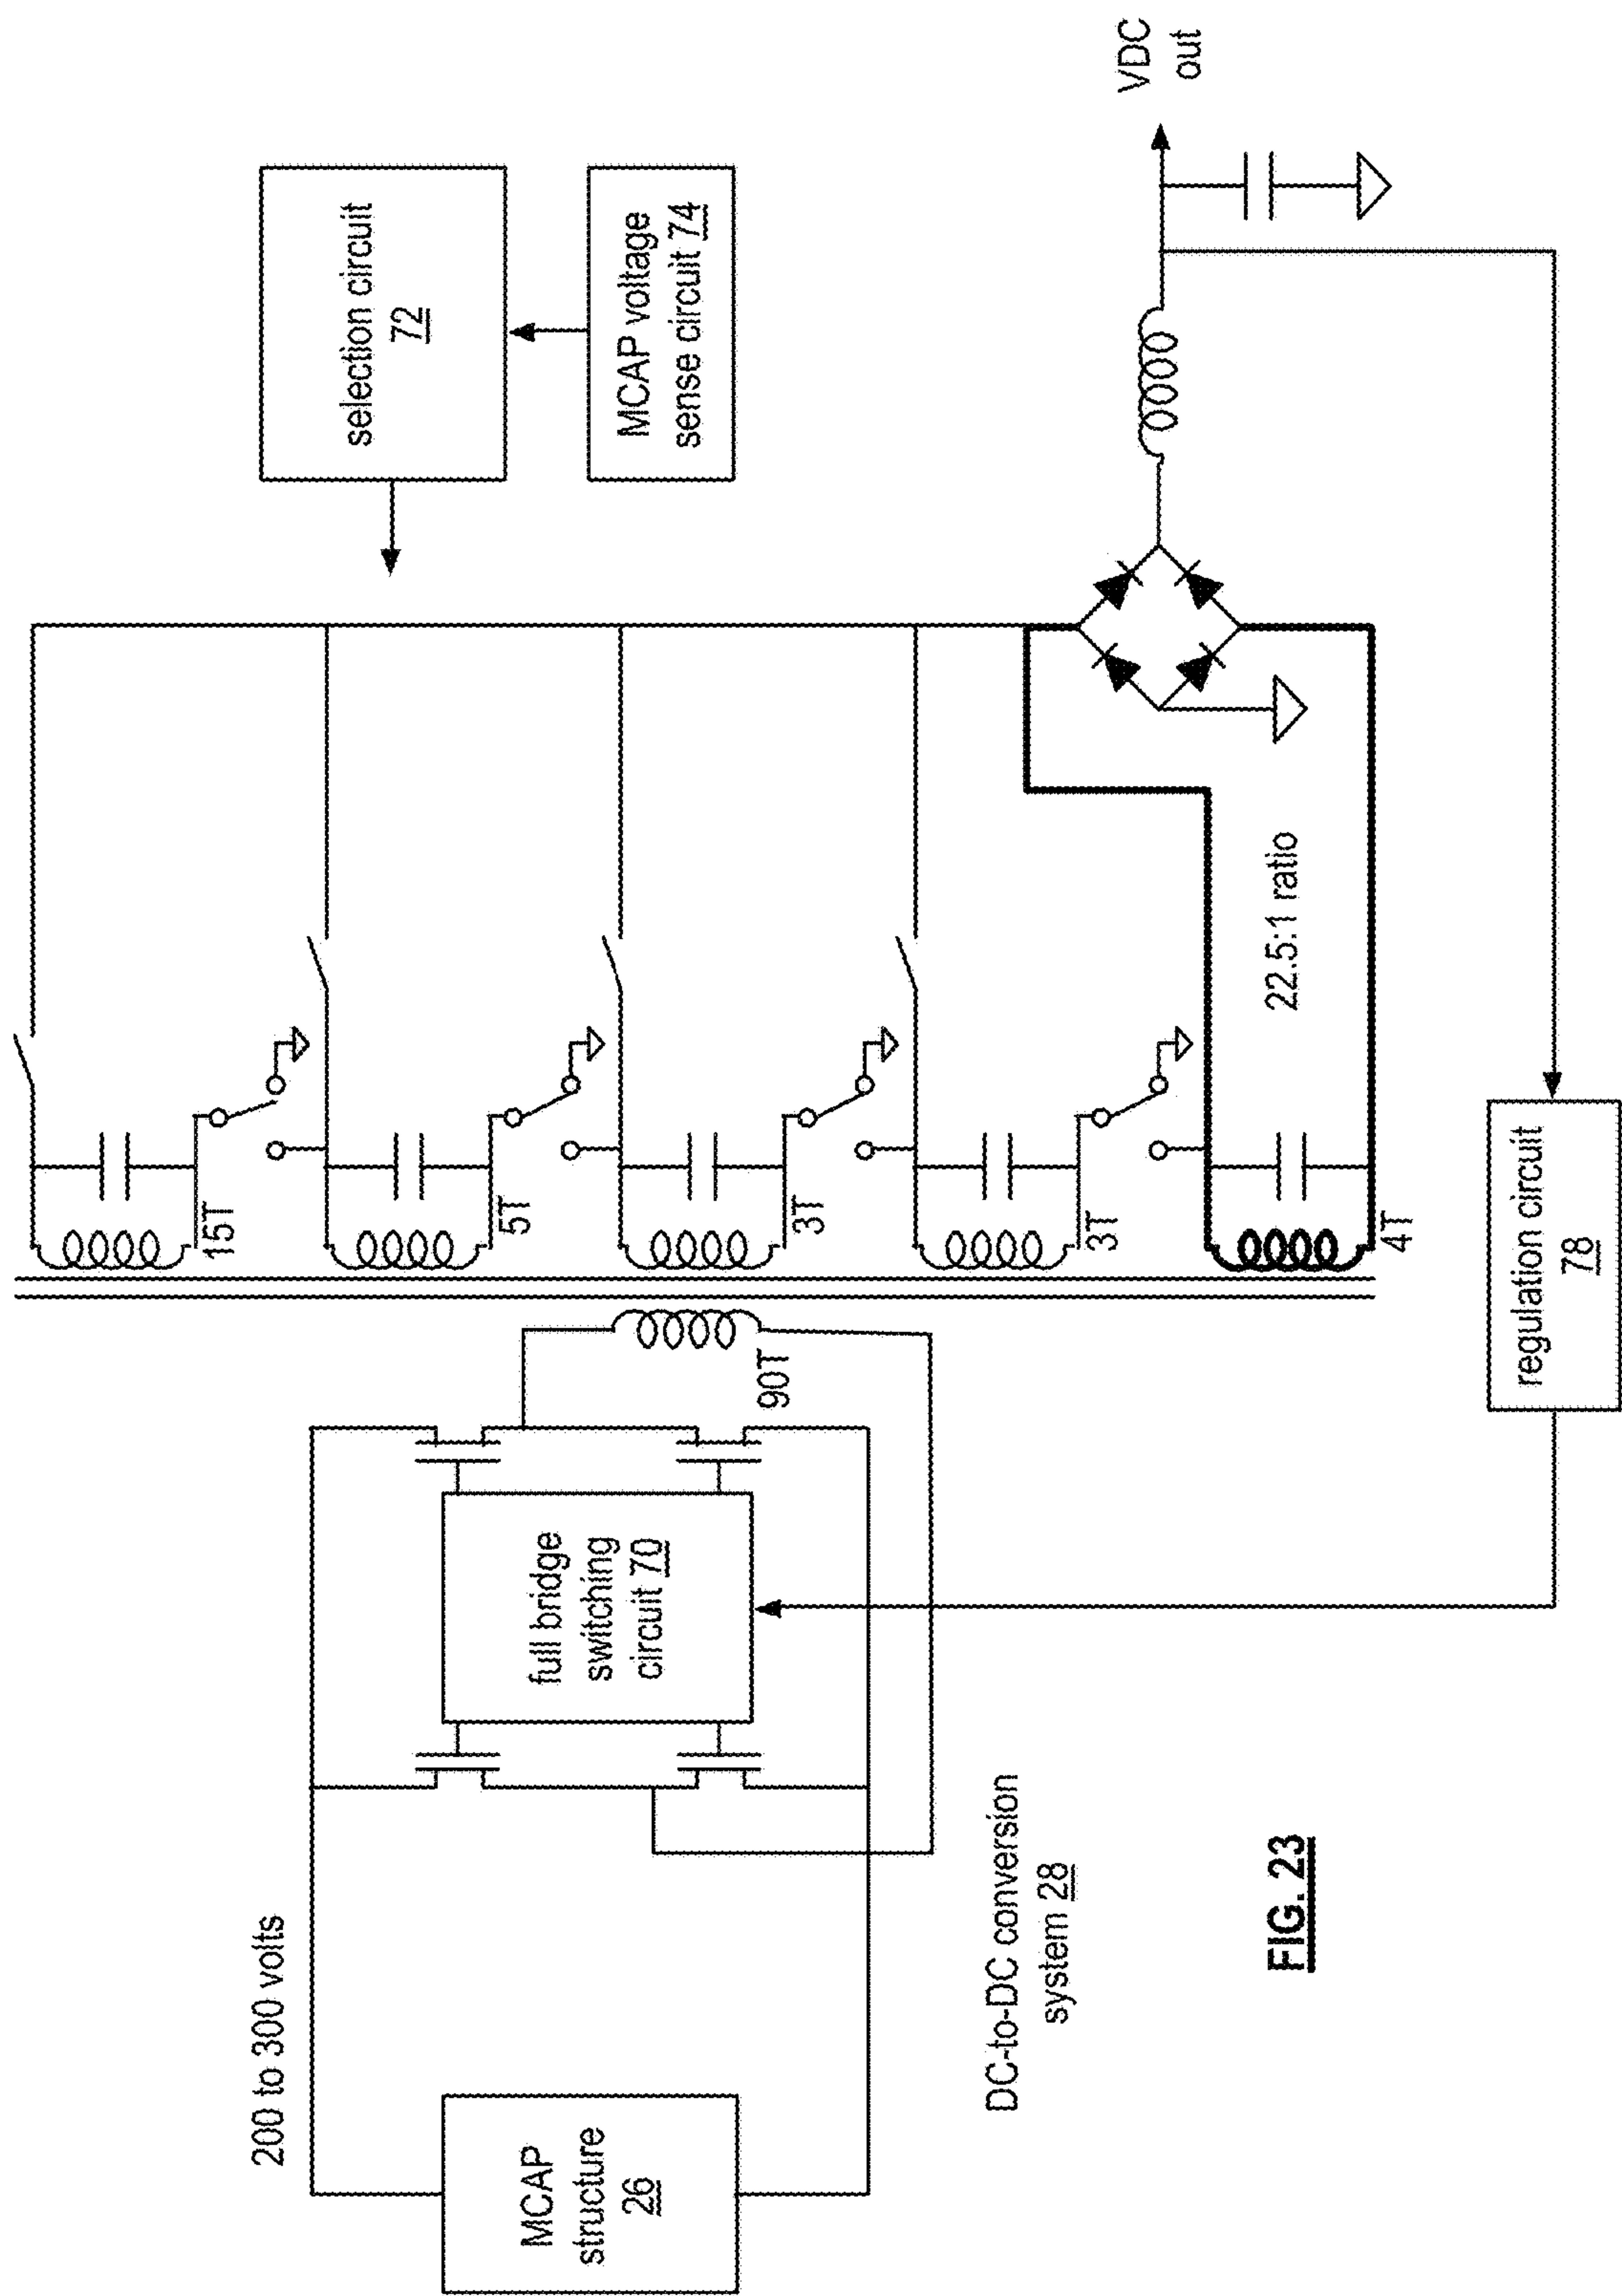 200 to 300 volts
MCAP
structure
26
full bridge
switching
circuit 70
90T
DC-to-DC conversion
system 28
15T
5T
3T
3T
4T
22.5:1 ratio
selection circuit
72
MCAP voltage
sense circuit 74
VDC
out
regulation circuit
78
FIG. 23